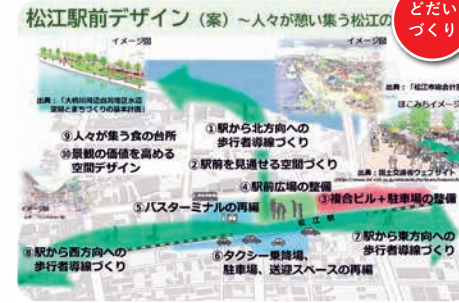 松江駅前デザイン（案）～人々が憩い集う松江の
どだい
づくり
イメージ図
イメージ図
出典：「大橋川周辺白潟地区水辺
空間とまちづくりの基本計画」
出典：「松江市総合計画
ほこみちイメージ
⑨人々が集う食の台所
⑩景観の価値を高める
空間デザイン
①駅から北方向への
歩行者導線づくり
②駅前を見通せる空間づくり
出典：国土交通省ウェブサイト
④駅前広場の整備
③複合ビル＋駐車場の整備
イメージ図
⑤バスターミナルの再編
松江駅
⑧駅から西方向への
歩行者導線づくり
⑥タクシー乗降場、
駐車場、送迎スペースの再編
⑦駅から東方向への
歩行者導線づくり